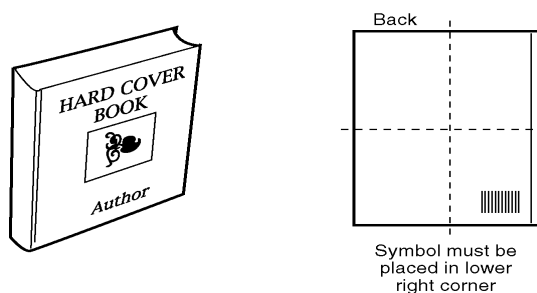 HARD COVER
BOOK
Author
Back
Symbol must be
placed in lower
right corner